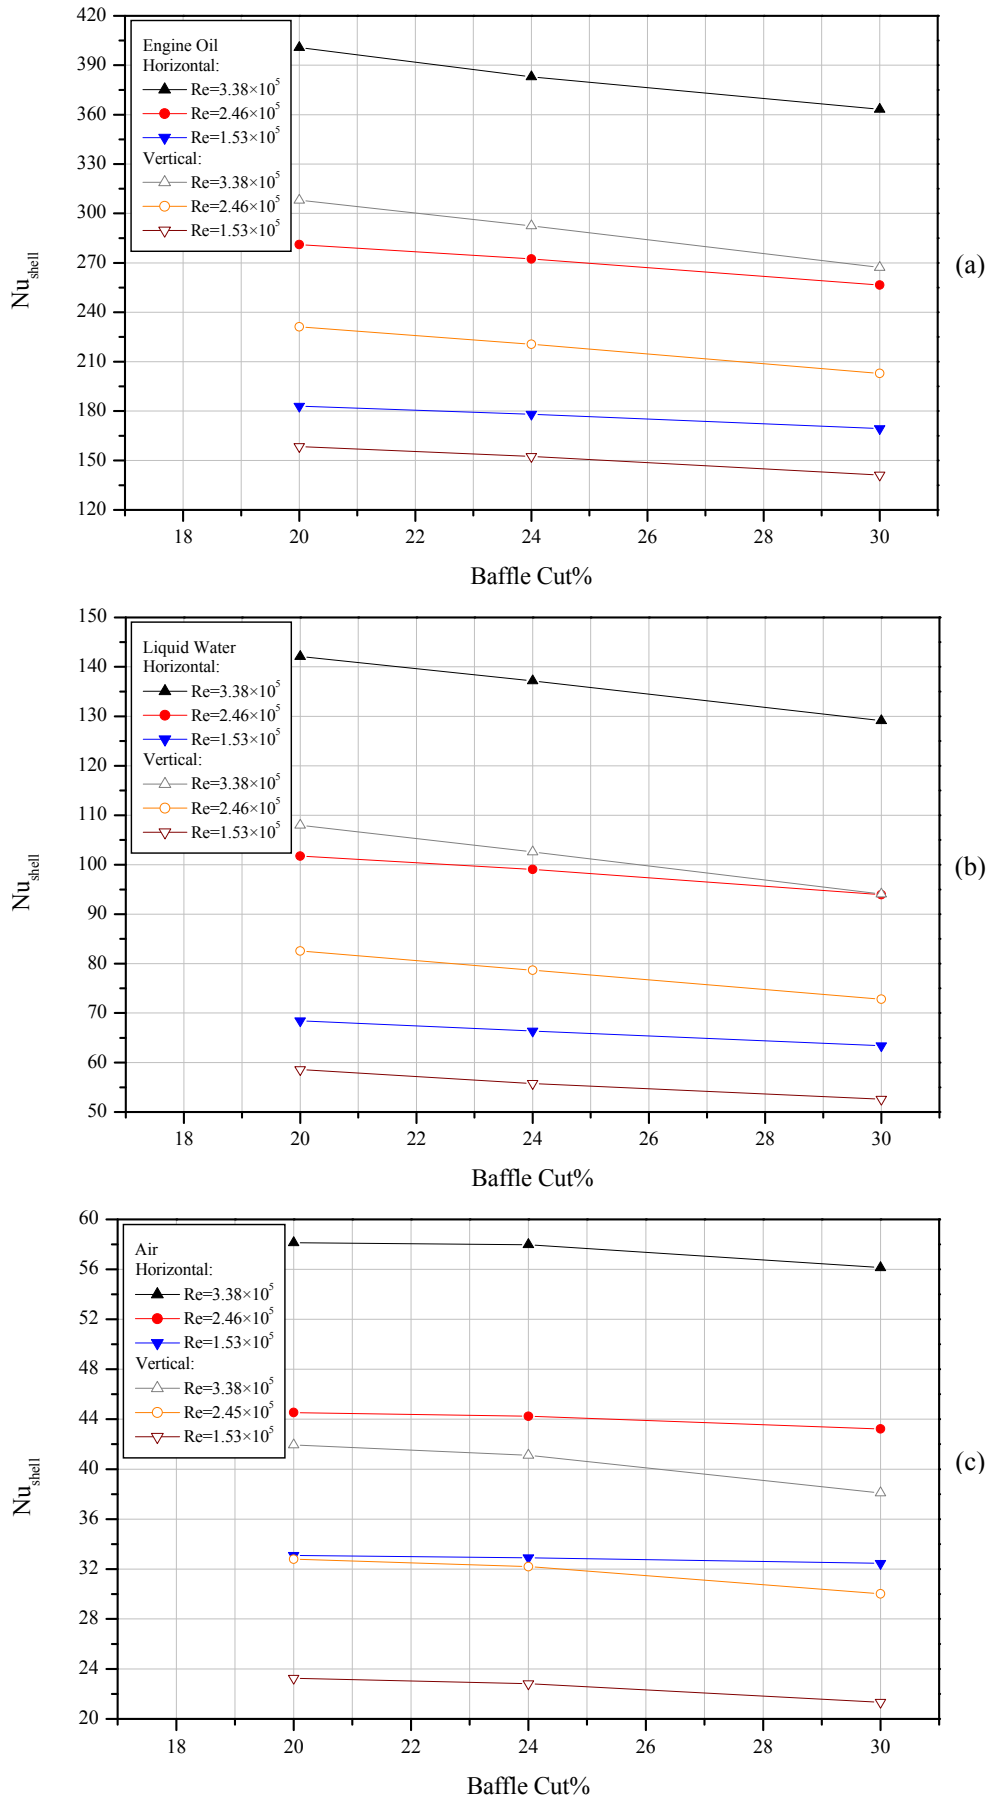 420
390
360
330
300
270
240
210
180
150
120
Nu_shell
Engine Oil
Horizontal:
Re=3.38×10^5
Re=2.46×10^5
Re=1.53×10^5
Vertical:
Re=3.38×10^5
Re=2.46×10^5
Re=1.53×10^5
(a)
18 20 22 24 26 28 30
Baffle Cut%
150
140
130
120
110
100
90
80
70
60
50
Nu_shell
Liquid Water
Horizontal:
Re=3.38×10^5
Re=2.46×10^5
Re=1.53×10^5
Vertical:
Re=3.38×10^5
Re=2.46×10^5
Re=1.53×10^5
(b)
18 20 22 24 26 28 30
Baffle Cut%
60
56
52
48
44
40
36
32
28
24
20
Nu_shell
Air
Horizontal:
Re=3.38×10^5
Re=2.46×10^5
Re=1.53×10^5
Vertical:
Re=3.38×10^5
Re=2.45×10^5
Re=1.53×10^5
(c)
18 20 22 24 26 28 30
Baffle Cut%